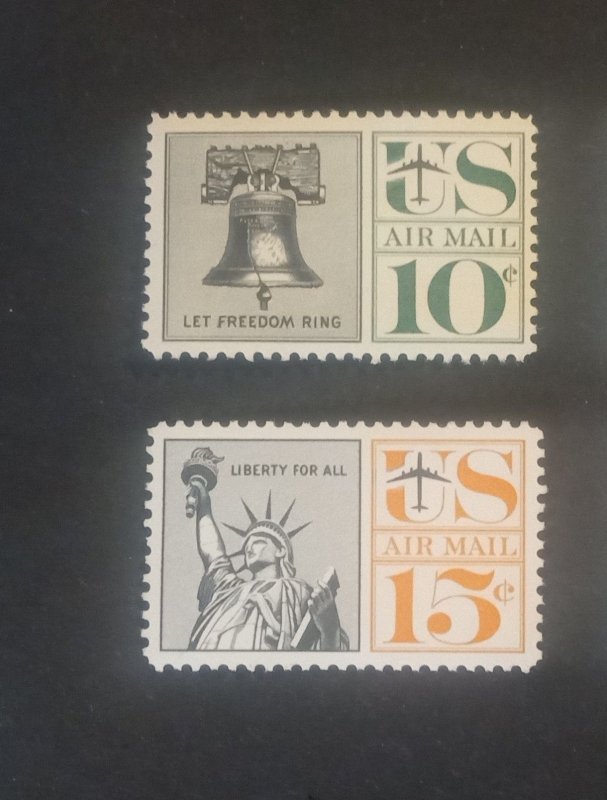 LET FREEDOM RING
US
AIR MAIL
10¢
LIBERTY FOR ALL
US
AIR MAIL
15¢